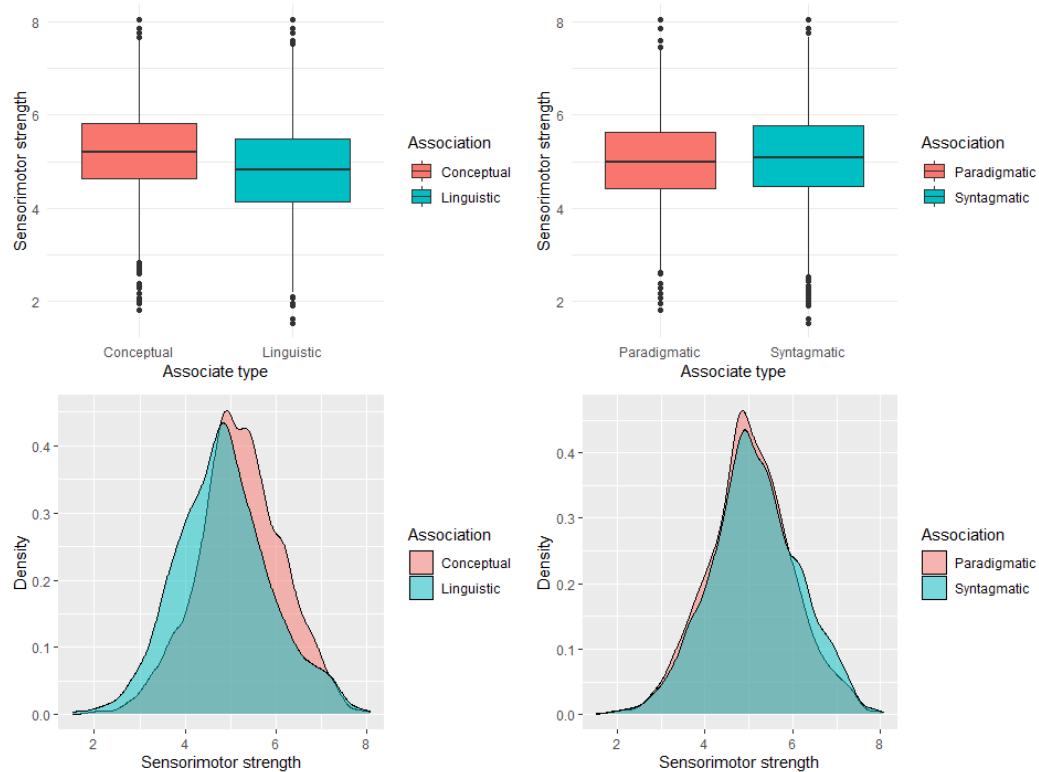 8
6
4
2
Sensorimotor strength
Conceptual
Linguistic
Associate type
Association
Conceptual
Linguistic
8
6
4
2
Sensorimotor strength
Paradigmatic
Syntagmatic
Associate type
Association
Paradigmatic
Syntagmatic
0.4
0.3
0.2
0.1
0.0
Density
2
4
6
8
Sensorimotor strength
Association
Conceptual
Linguistic
0.4
0.3
0.2
0.1
0.0
Density
2
4
6
8
Sensorimotor strength
Association
Paradigmatic
Syntagmatic